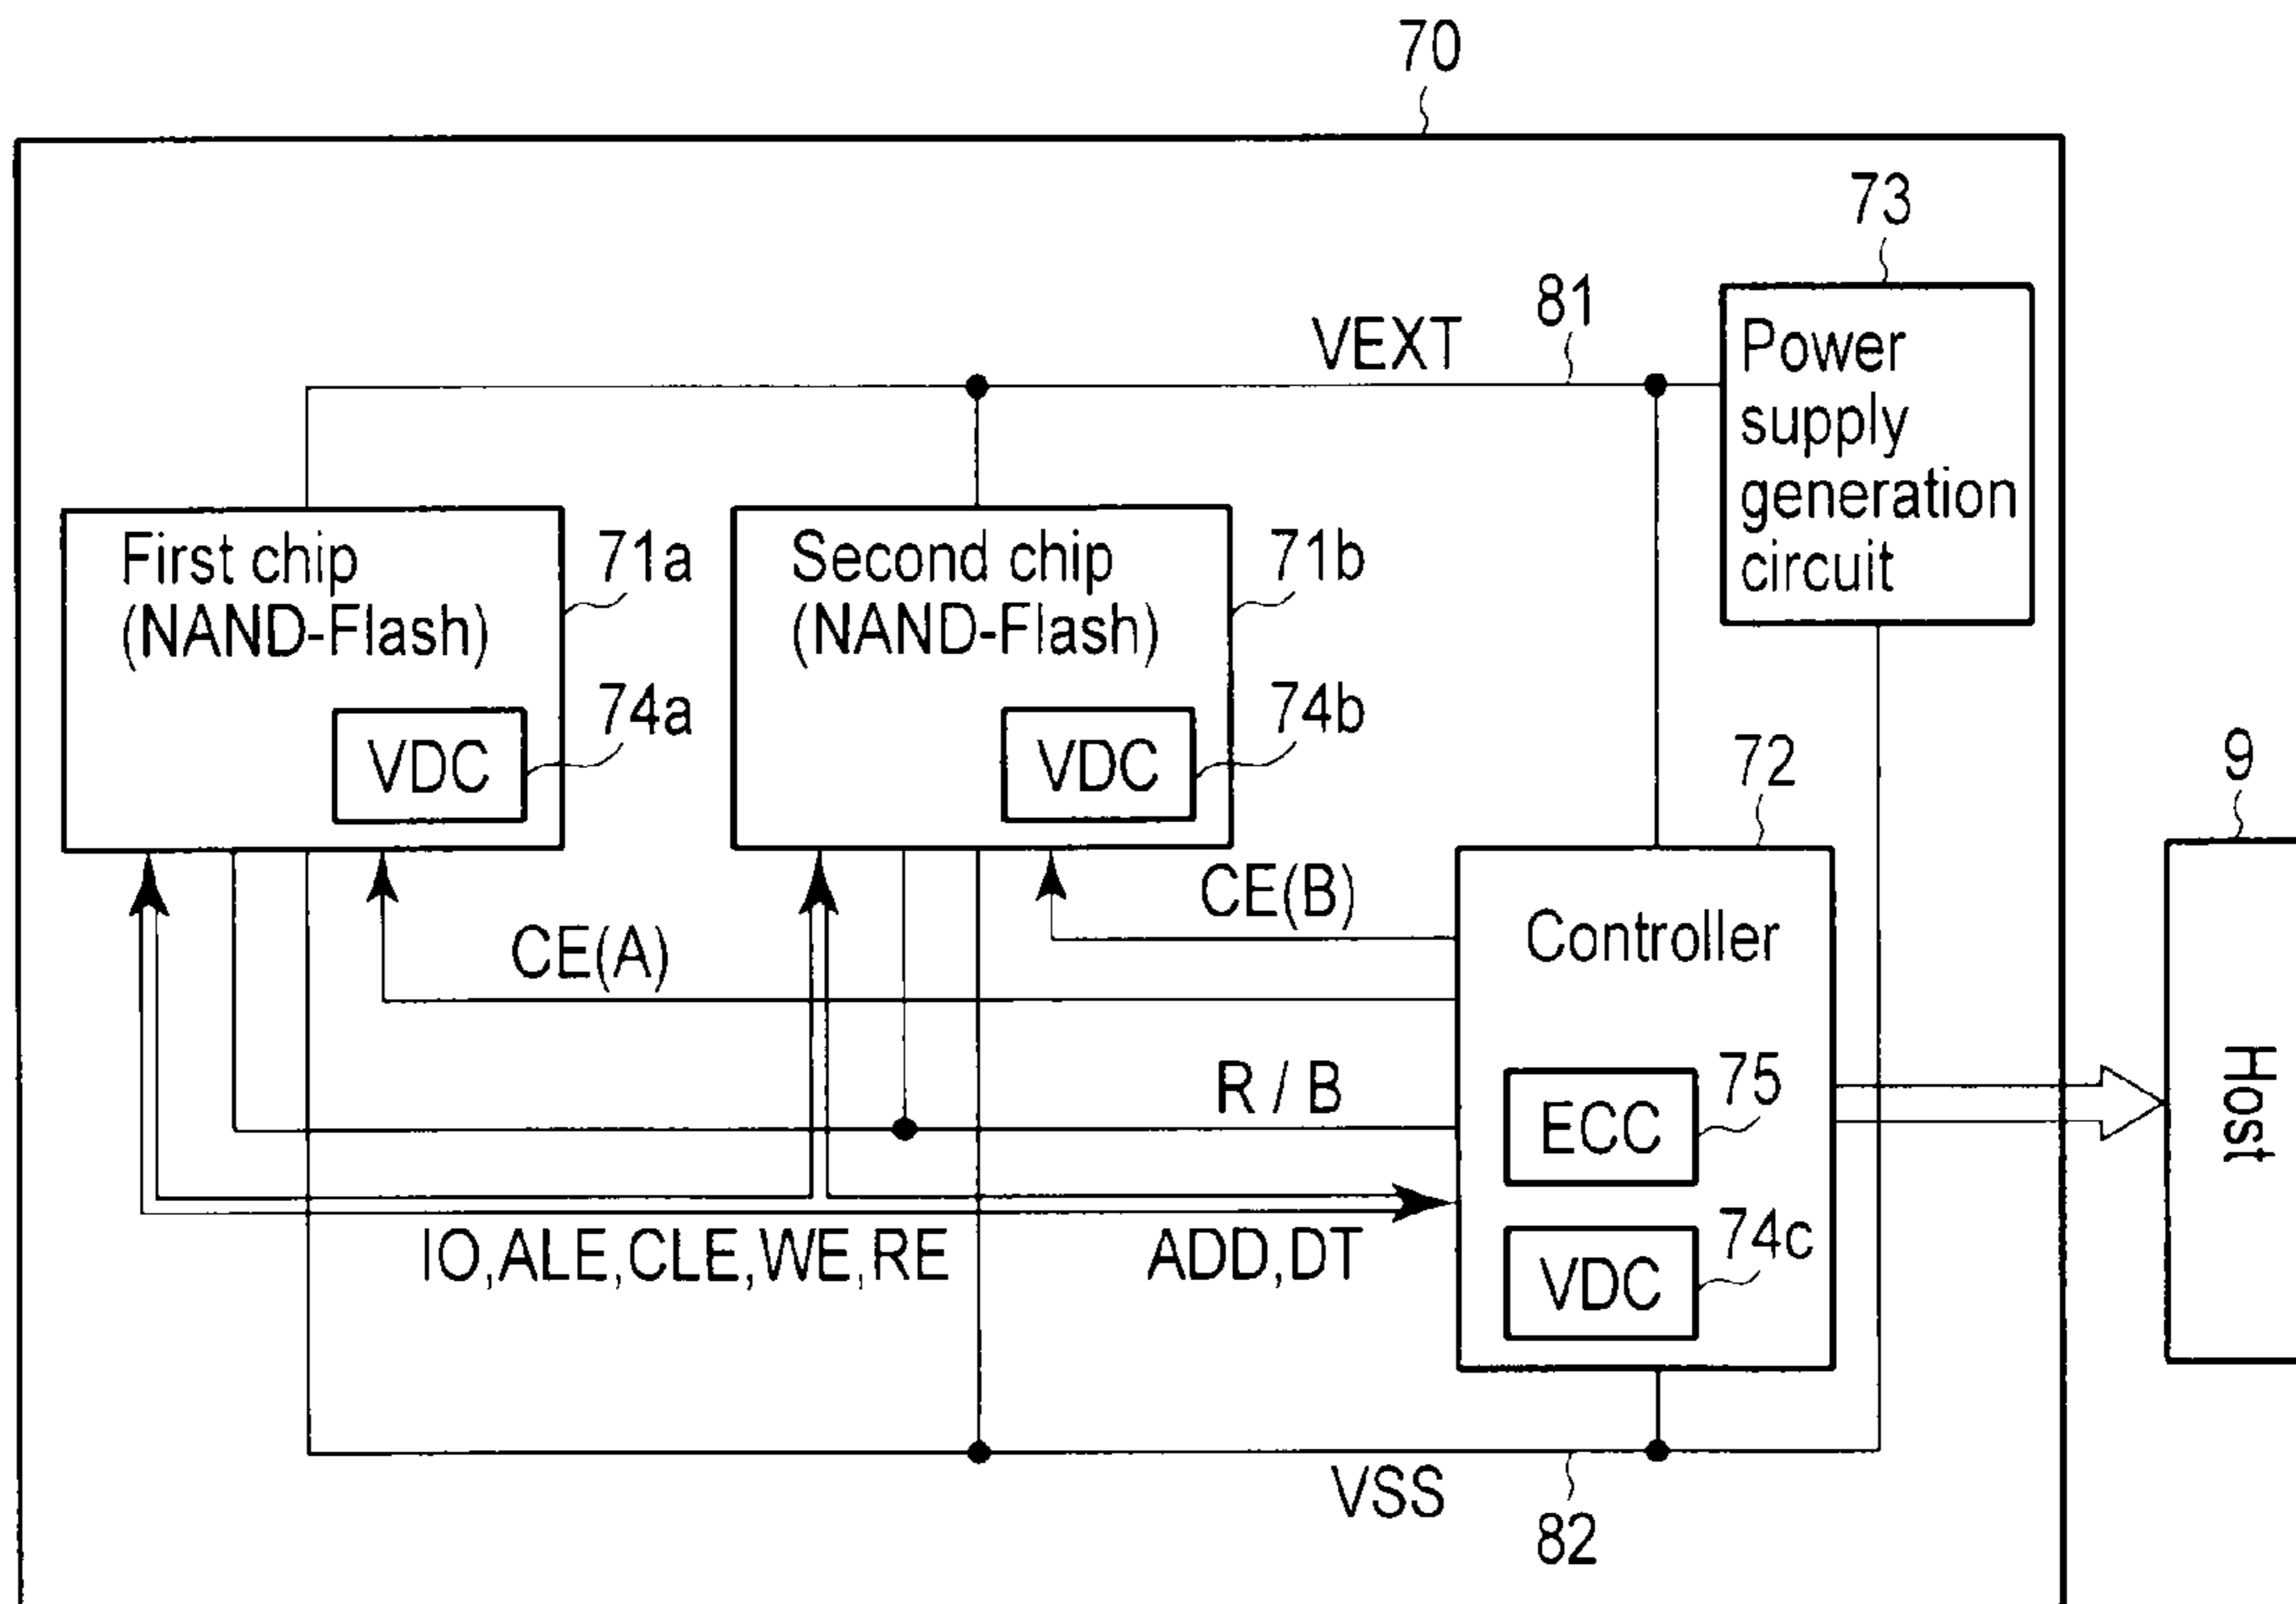 70
73
81
VEXT
Power
supply
generation
circuit
First chip
(NAND-Flash)
71a
Second chip
(NAND-Flash)
71b
74a
VDC
74b
VDC
72
9
CE(B)
CE(A)
Controller
Host
R / B
75
ECC
IO,ALE,CLE,WE,RE
ADD,DT
74c
VDC
VSS
82